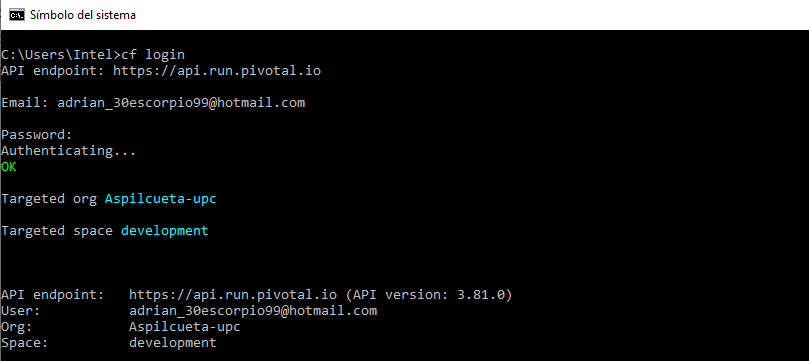 Símbolo del sistema
C:\Users\Intel>cf login
API endpoint: https://api.run.pivotal.io
Email: adrian_30escorpio99@hotmail.com
Password:
Authenticating...
OK
Targeted org Aspilcueta-upc
Targeted space development
API endpoint:   https://api.run.pivotal.io (API version: 3.81.0)
User:           adrian_30escorpio99@hotmail.com
Org:            Aspilcueta-upc
Space:          development